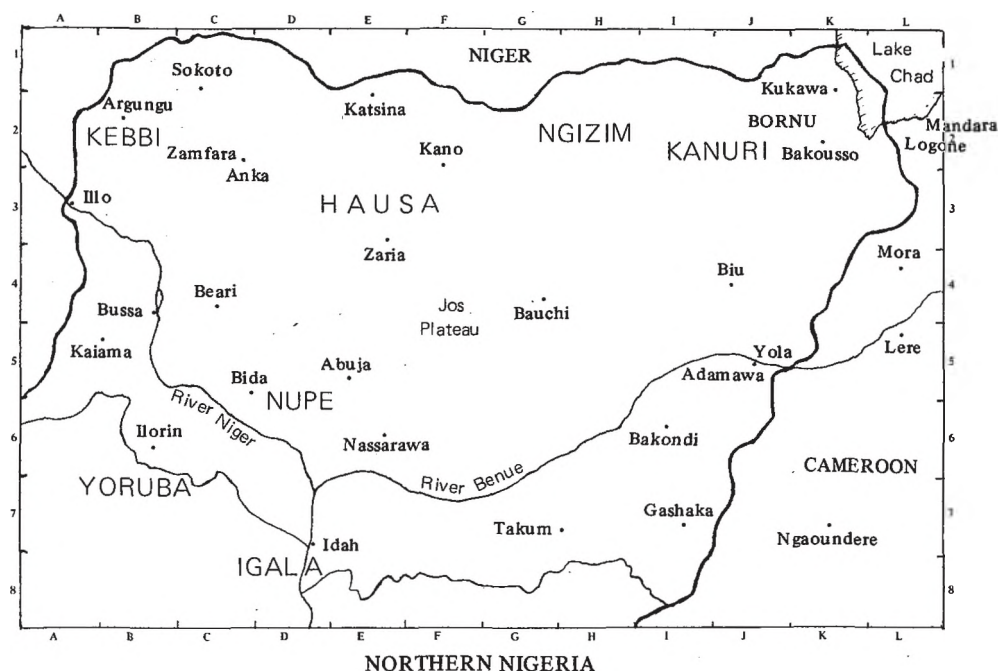 A B C D E F G H I J K L
1 NIGER Lake 1
Sokoto Chad
Argungu Katsina Kukawa
2 KEBBI NGIZIM BORNU Mandara 2
Zamfara Kano KANURI Bakousso Logone
Anka
3 Illo HAUSA 3
Zaria Mora
4 Beari Biu 4
Bussa Jos Bauchi
Plateau
Kaiama Abuja Yola Lere
5 Bida Adamawa 5
NUPE
River Niger
6 Ilorin Nassarawa Bakondi 6
YORUBA River Benue CAMEROON
7 Takum Gashaka 7
Idah Ngaoundere
8 IGALA 8
A B C D E F G H I J K L
NORTHERN NIGERIA